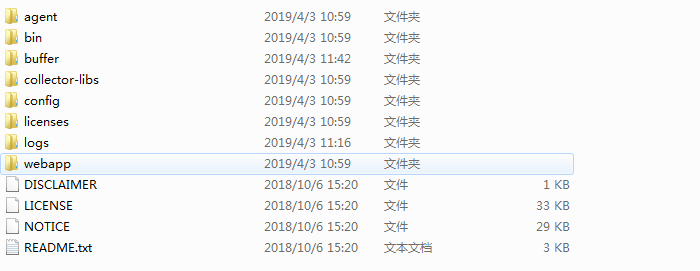 agent 2019/4/3 10:59 文件夹
bin 2019/4/3 10:59 文件夹
buffer 2019/4/3 11:42 文件夹
collector-libs 2019/4/3 10:59 文件夹
config 2019/4/3 10:59 文件夹
licenses 2019/4/3 10:59 文件夹
logs 2019/4/3 11:16 文件夹
webapp 2019/4/3 10:59 文件夹
DISCLAIMER 2018/10/6 15:20 文件 1 KB
LICENSE 2018/10/6 15:20 文件 33 KB
NOTICE 2018/10/6 15:20 文件 29 KB
README.txt 2018/10/6 15:20 文本文档 3 KB